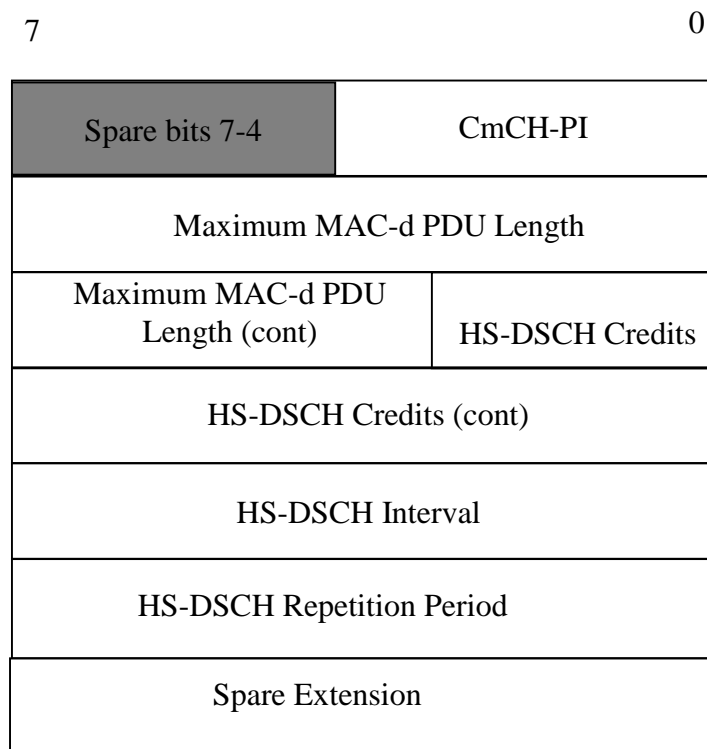 7 0
Spare bits 7-4 CmCH-PI
Maximum MAC-d PDU Length
Maximum MAC-d PDU
Length (cont) HS-DSCH Credits
HS-DSCH Credits (cont)
HS-DSCH Interval
HS-DSCH Repetition Period
Spare Extension